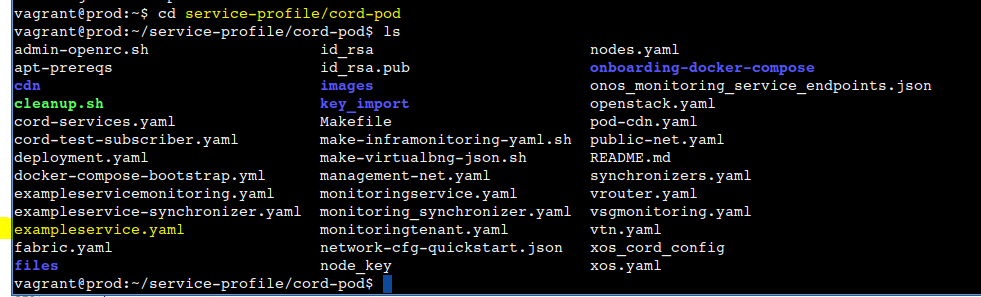 vagrant@prod:~$ cd service-profile/cord-pod
vagrant@prod:~/service-profile/cord-pod$ ls
admin-openrc.sh id_rsa nodes.yaml
apt-prereqs id_rsa.pub onboarding-docker-compose
cdn images onos_monitoring_service_endpoints.json
cleanup.sh key_import openstack.yaml
cord-services.yaml Makefile pod-cdn.yaml
cord-test-subscriber.yaml make-inframonitoring-yaml.sh public-net.yaml
deployment.yaml make-virtualbng-json.sh README.md
docker-compose-bootstrap.yml management-net.yaml synchronizers.yaml
exampleservicemonitoring.yaml monitoringservice.yaml vrouter.yaml
exampleservice-synchronizer.yaml monitoring_synchronizer.yaml vsgmonitoring.yaml
exampleservice.yaml monitoringtenant.yaml vtn.yaml
fabric.yaml network-cfg-quickstart.json xos_cord_config
files node_key xos.yaml
vagrant@prod:~/service-profile/cord-pod$